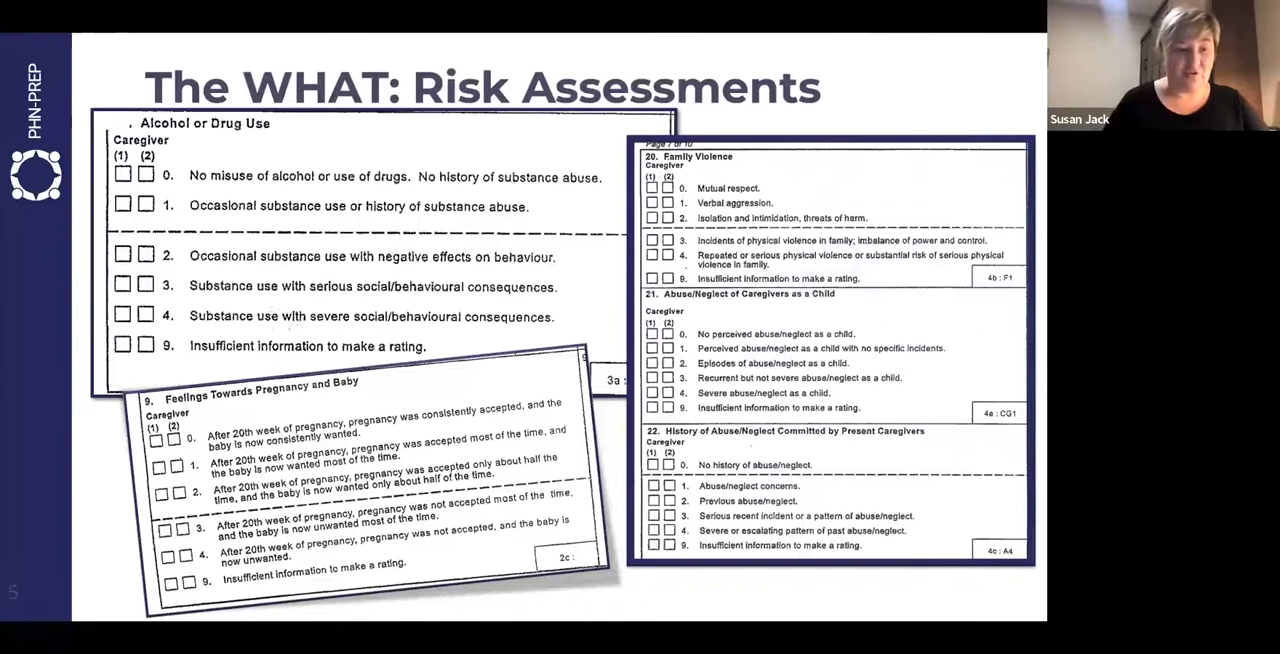 PHN-PREP
The WHAT: Risk Assessments
Susan Jack
. Alcohol or Drug Use
Caregiver
(1) (2)
0. No misuse of alcohol or use of drugs. No history of substance abuse.
1. Occasional substance use or history of substance abuse.
2. Occasional substance use with negative effects on behaviour.
3. Substance use with serious social/behavioural consequences.
4. Substance use with severe social/behavioural consequences.
9. Insufficient information to make a rating.
3a :
9. Feelings Towards Pregnancy and Baby
Caregiver
(1) (2)
0. After 20th week of pregnancy, pregnancy was consistently accepted, and the
baby is now consistently wanted.
1. After 20th week of pregnancy, pregnancy was accepted most of the time, and
the baby is now wanted most of the time.
2. After 20th week of pregnancy, pregnancy was accepted only about half the
time, and the baby is now wanted only about half of the time.
3. After 20th week of pregnancy, pregnancy was not accepted most of the time,
and the baby is now unwanted most of the time.
4. After 20th week of pregnancy, pregnancy was not accepted, and the baby is
now unwanted.
9. Insufficient information to make a rating.
2c :
Page 7 of 10
20. Family Violence
Caregiver
(1) (2)
0. Mutual respect.
1. Verbal aggression.
2. Isolation and intimidation, threats of harm.
3. Incidents of physical violence in family; imbalance of power and control.
4. Repeated or serious physical violence or substantial risk of serious physical
violence in family.
9. Insufficient information to make a rating.
4b : F1
21. Abuse/Neglect of Caregivers as a Child
Caregiver
(1) (2)
0. No perceived abuse/neglect as a child.
1. Perceived abuse/neglect as a child with no specific incidents.
2. Episodes of abuse/neglect as a child.
3. Recurrent but not severe abuse/neglect as a child.
4. Severe abuse/neglect as a child.
9. Insufficient information to make a rating.
4a : CG1
22. History of Abuse/Neglect Committed by Present Caregivers
Caregiver
(1) (2)
0. No history of abuse/neglect.
1. Abuse/neglect concerns.
2. Previous abuse/neglect.
3. Serious recent incident or a pattern of abuse/neglect.
4. Severe or escalating pattern of past abuse/neglect.
9. Insufficient information to make a rating.
4c : A4
5